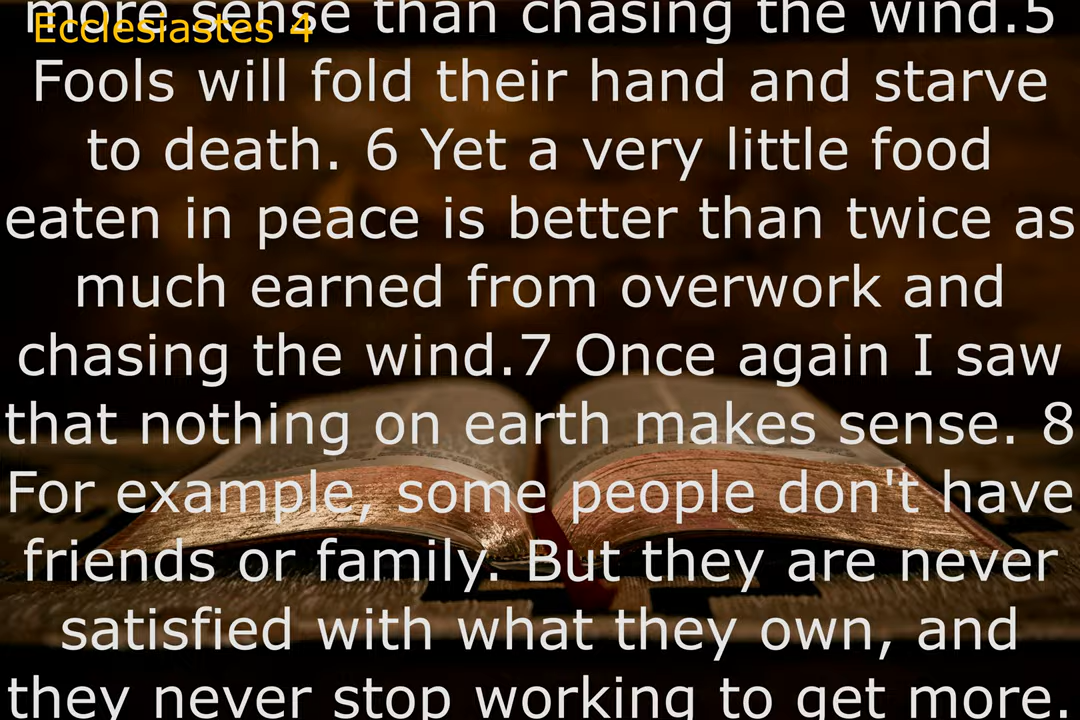 more sense than chasing the wind.5
Ecclesiastes 4
Fools will fold their hand and starve
to death. 6 Yet a very little food
eaten in peace is better than twice as
much earned from overwork and
chasing the wind.7 Once again I saw
that nothing on earth makes sense. 8
For example, some people don't have
friends or family. But they are never
satisfied with what they own, and
they never stop working to get more.